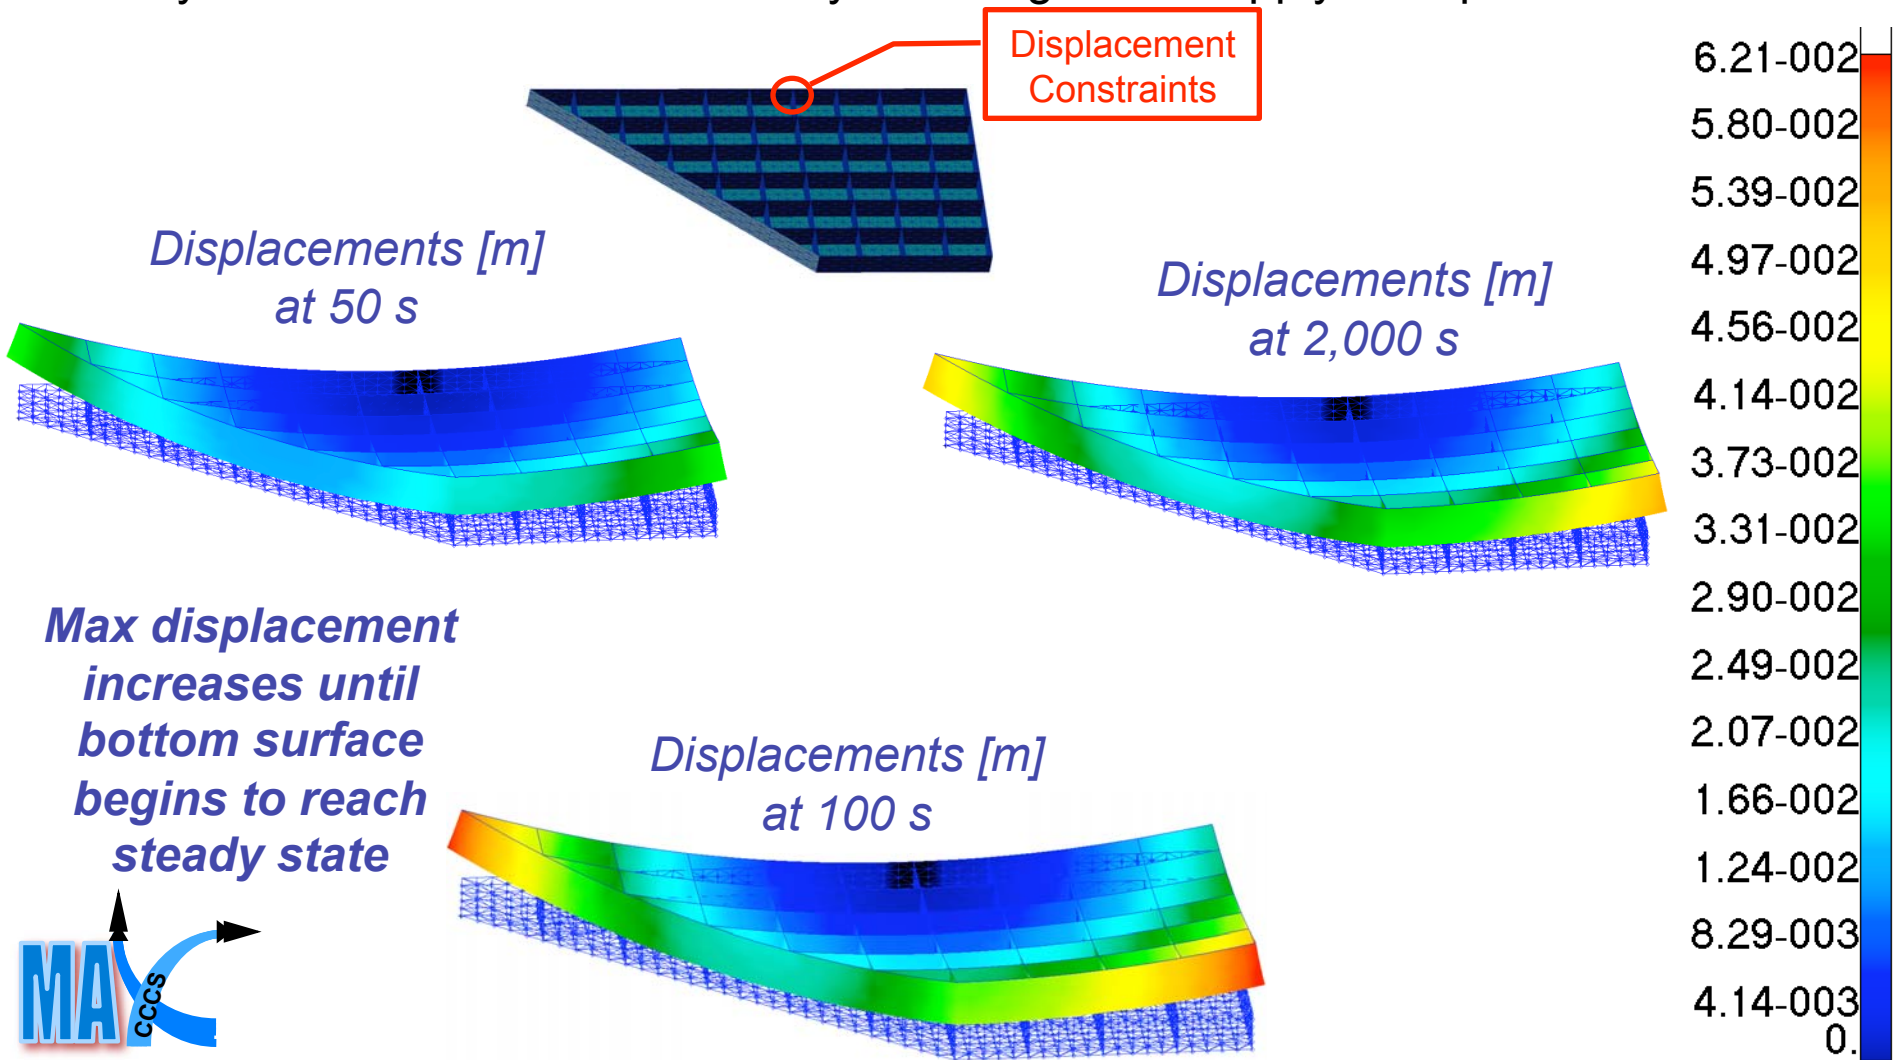 Displacement
Constraints
Displacements [m]
at 50 s
Displacements [m]
at 2,000 s
Max displacement
increases until
bottom surface
begins to reach
steady state
Displacements [m]
at 100 s
MA
CCCS
6.21-002
5.80-002
5.39-002
4.97-002
4.56-002
4.14-002
3.73-002
3.31-002
2.90-002
2.49-002
2.07-002
1.66-002
1.24-002
8.29-003
4.14-003
0.